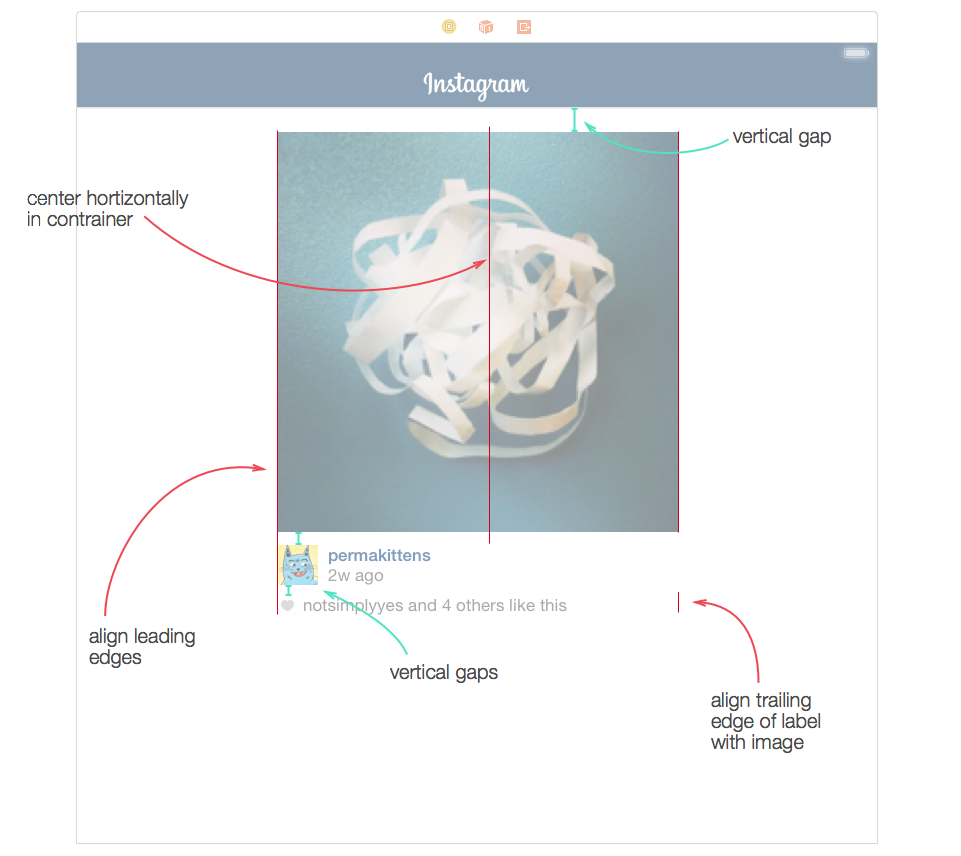 Instagram
vertical gap
center hortizontally
in contrainer
permakittens
2w ago
notsimplyyes and 4 others like this
align leading
edges
vertical gaps
align trailing
edge of label
with image